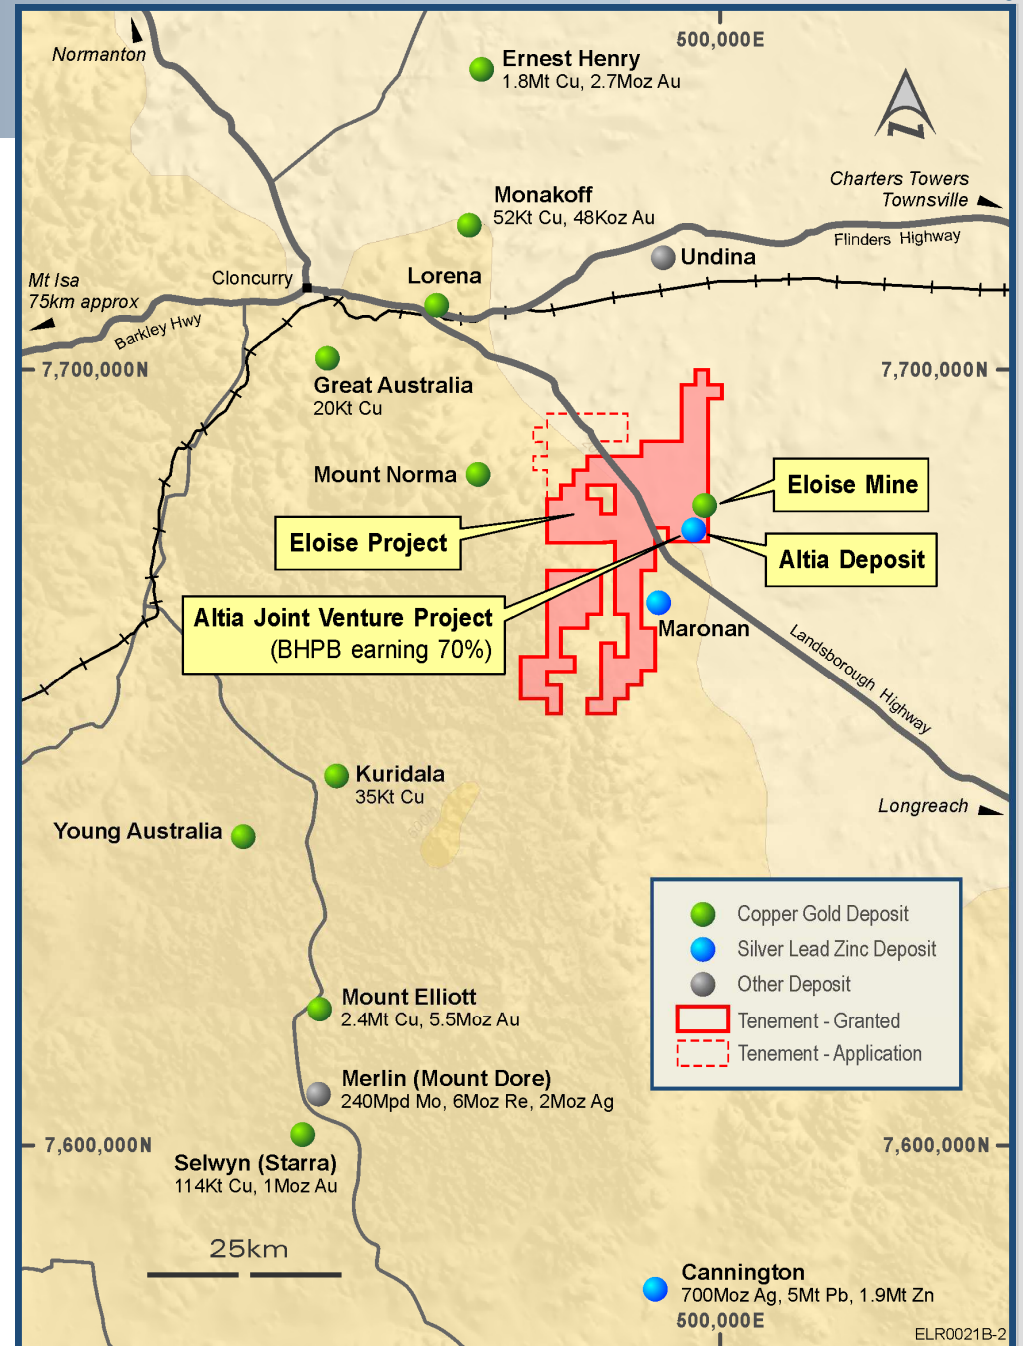 500,000E
Normanton
Ernest Henry
1.8Mt Cu, 2.7Moz Au
N
Charters Towers
Townsville
Monakoff
52Kt Cu, 48Koz Au
Flinders Highway
Undina
Mt Isa
75km approx
Cloncurry
Lorena
Barkley Hwy
7,700,000N
7,700,000N
Great Australia
20Kt Cu
Mount Norma
Eloise Mine
Eloise Project
Altia Deposit
Altia Joint Venture Project
(BHPB earning 70%)
Maronan
Landsborough Highway
Kuridala
35Kt Cu
Longreach
Young Australia
Copper Gold Deposit
Silver Lead Zinc Deposit
Other Deposit
Tenement - Granted
Tenement - Application
Mount Elliott
2.4Mt Cu, 5.5Moz Au
Merlin (Mount Dore)
240Mpd Mo, 6Moz Re, 2Moz Ag
7,600,000N
7,600,000N
Selwyn (Starra)
114Kt Cu, 1Moz Au
25km
Cannington
700Moz Ag, 5Mt Pb, 1.9Mt Zn
500,000E
ELR0021B-2